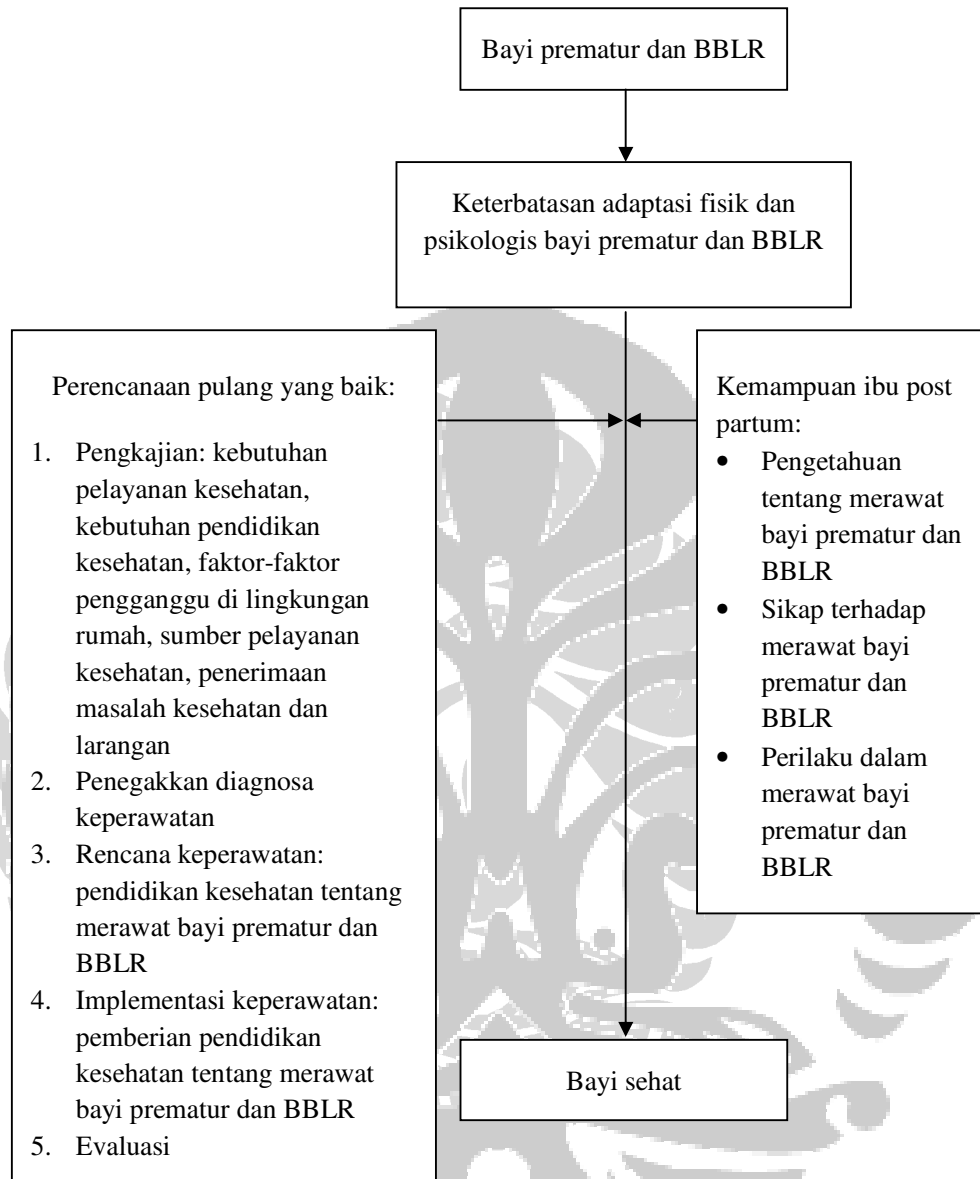 Bayi prematur dan BBLR
Keterbatasan adaptasi fisik dan
psikologis bayi prematur dan BBLR
Perencanaan pulang yang baik:
1. Pengkajian: kebutuhan
pelayanan kesehatan,
kebutuhan pendidikan
kesehatan, faktor-faktor
pengganggu di lingkungan
rumah, sumber pelayanan
kesehatan, penerimaan
masalah kesehatan dan
larangan
2. Penegakkan diagnosa
keperawatan
3. Rencana keperawatan:
pendidikan kesehatan tentang
merawat bayi prematur dan
BBLR
4. Implementasi keperawatan:
pemberian pendidikan
kesehatan tentang merawat
bayi prematur dan BBLR
5. Evaluasi
Kemampuan ibu post
partum:
• Pengetahuan
tentang merawat
bayi prematur dan
BBLR
• Sikap terhadap
merawat bayi
prematur dan
BBLR
• Perilaku dalam
merawat bayi
prematur dan
BBLR
Bayi sehat